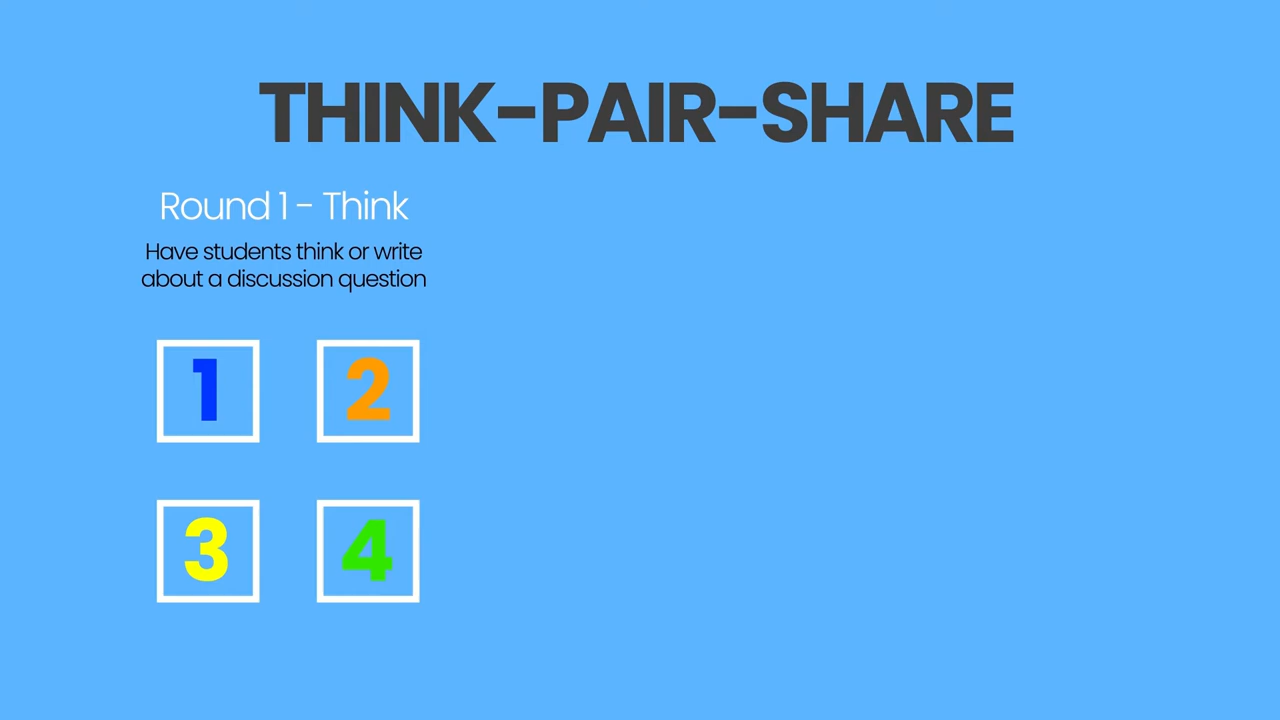 THINK-PAIR-SHARE
Round 1 - Think
Have students think or write
about a discussion question
1 2
3 4